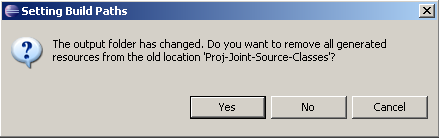 Setting Build Paths
The output folder has changed. Do you want to remove all generated
resources from the old location 'Proj-Joint-Source-Classes'?
Yes No Cancel